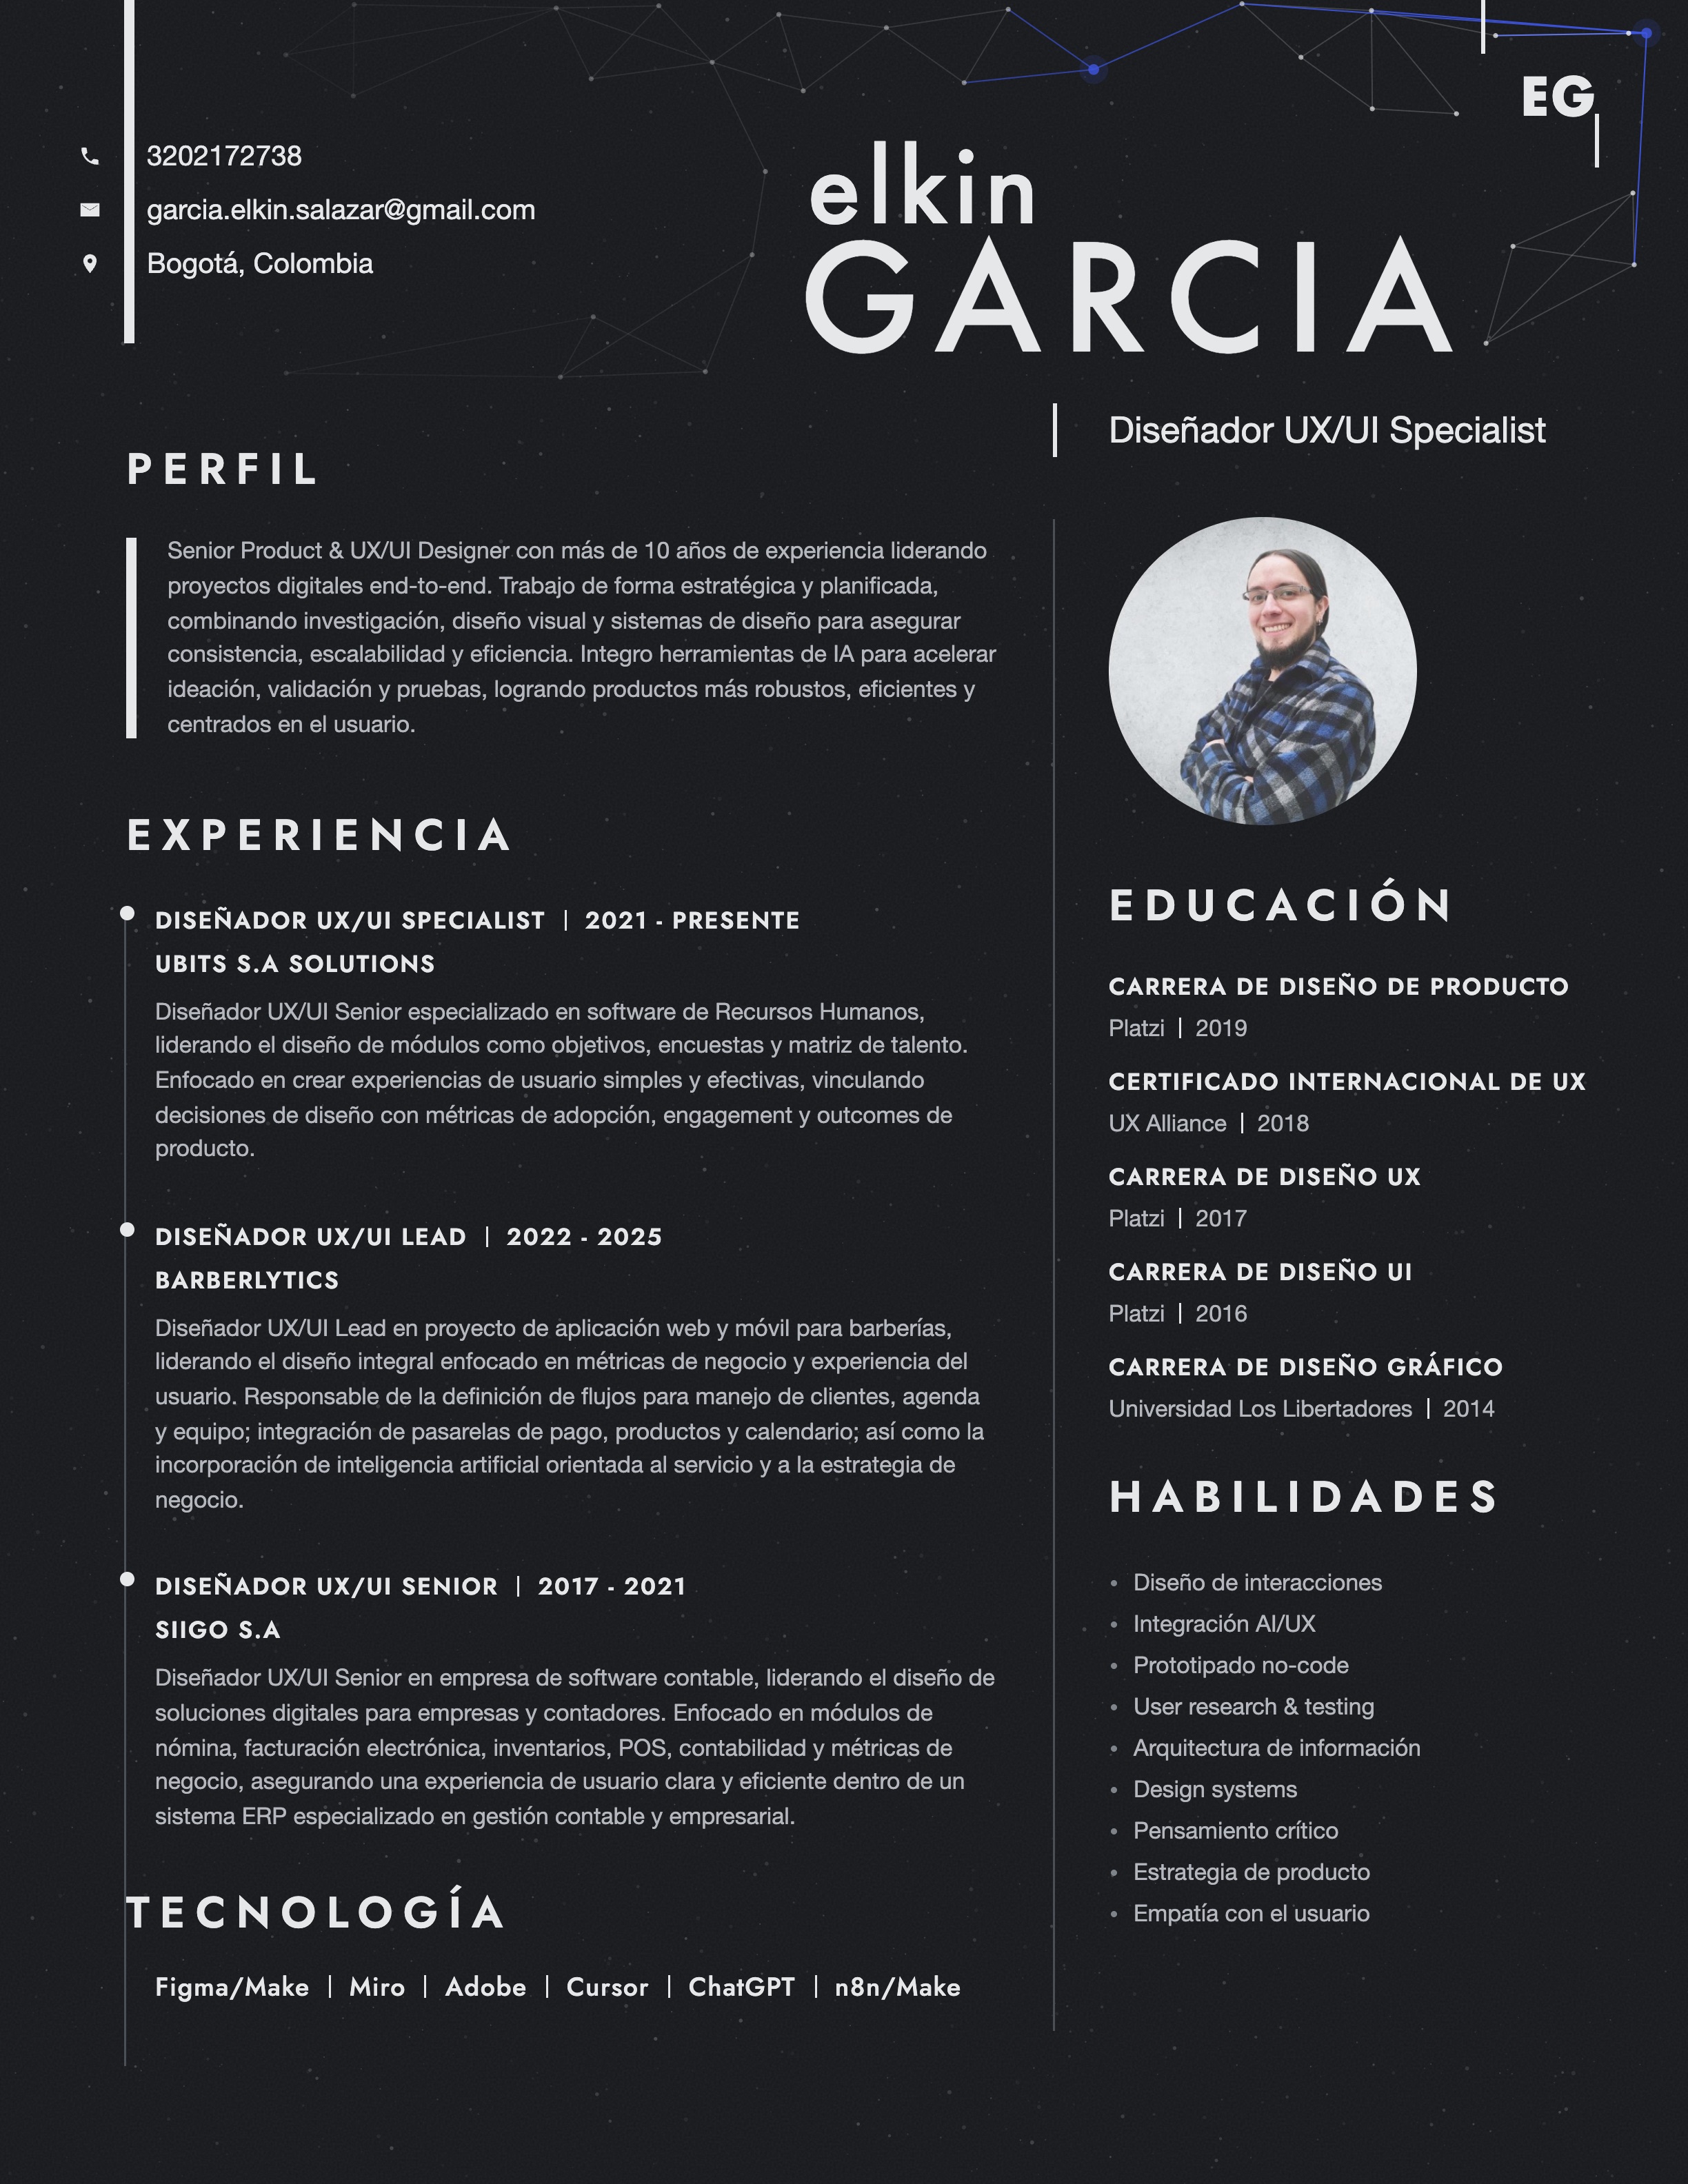 EG
3202172738
garcia.elkin.salazar@gmail.com
Bogotá, Colombia
elkin
GARCIA
Diseñador UX/UI Specialist
PERFIL
Senior Product & UX/UI Designer con más de 10 años de experiencia liderando
proyectos digitales end-to-end. Trabajo de forma estratégica y planificada,
combinando investigación, diseño visual y sistemas de diseño para asegurar
consistencia, escalabilidad y eficiencia. Integro herramientas de IA para acelerar
ideación, validación y pruebas, logrando productos más robustos, eficientes y
centrados en el usuario.
EXPERIENCIA
DISEÑADOR UX/UI SPECIALIST | 2021 - PRESENTE
UBITS S.A SOLUTIONS
Diseñador UX/UI Senior especializado en software de Recursos Humanos,
liderando el diseño de módulos como objetivos, encuestas y matriz de talento.
Enfocado en crear experiencias de usuario simples y efectivas, vinculando
decisiones de diseño con métricas de adopción, engagement y outcomes de
producto.
DISEÑADOR UX/UI LEAD | 2022 - 2025
BARBERLYTICS
Diseñador UX/UI Lead en proyecto de aplicación web y móvil para barberías,
liderando el diseño integral enfocado en métricas de negocio y experiencia del
usuario. Responsable de la definición de flujos para manejo de clientes, agenda
y equipo; integración de pasarelas de pago, productos y calendario; así como la
incorporación de inteligencia artificial orientada al servicio y a la estrategia de
negocio.
DISEÑADOR UX/UI SENIOR | 2017 - 2021
SIIGO S.A
Diseñador UX/UI Senior en empresa de software contable, liderando el diseño de
soluciones digitales para empresas y contadores. Enfocado en módulos de
nómina, facturación electrónica, inventarios, POS, contabilidad y métricas de
negocio, asegurando una experiencia de usuario clara y eficiente dentro de un
sistema ERP especializado en gestión contable y empresarial.
TECNOLOGÍA
Figma/Make | Miro | Adobe | Cursor | ChatGPT | n8n/Make
EDUCACIÓN
CARRERA DE DISEÑO DE PRODUCTO
Platzi | 2019
CERTIFICADO INTERNACIONAL DE UX
UX Alliance | 2018
CARRERA DE DISEÑO UX
Platzi | 2017
CARRERA DE DISEÑO UI
Platzi | 2016
CARRERA DE DISEÑO GRÁFICO
Universidad Los Libertadores | 2014
HABILIDADES
• Diseño de interacciones
• Integración AI/UX
• Prototipado no-code
• User research & testing
• Arquitectura de información
• Design systems
• Pensamiento crítico
• Estrategia de producto
• Empatía con el usuario